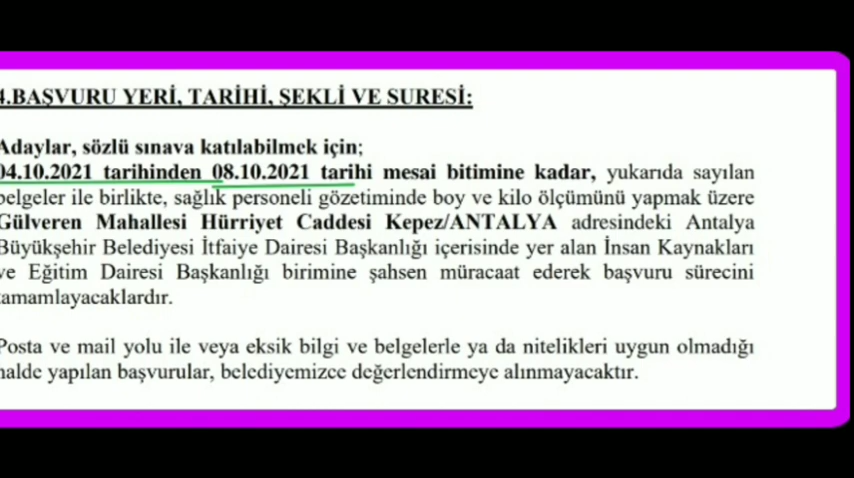 4.BAŞVURU YERİ, TARİHİ, ŞEKLİ VE SURESİ:
Adaylar, sözlü sınava katılabilmek için;
04.10.2021 tarihinden 08.10.2021 tarihi mesai bitimine kadar, yukarıda sayılan
belgeler ile birlikte, sağlık personeli gözetiminde boy ve kilo ölçümünü yapmak üzere
Gülveren Mahallesi Hürriyet Caddesi Kepez/ANTALYA adresindeki Antalya
Büyükşehir Belediyesi İtfaiye Dairesi Başkanlığı içerisinde yer alan İnsan Kaynakları
ve Eğitim Dairesi Başkanlığı birimine şahsen müracaat ederek başvuru sürecini
tamamlayacaklardır.
Posta ve mail yolu ile veya eksik bilgi ve belgelerle ya da nitelikleri uygun olmadığı
halde yapılan başvurular, belediyemizce değerlendirmeye alınmayacaktır.